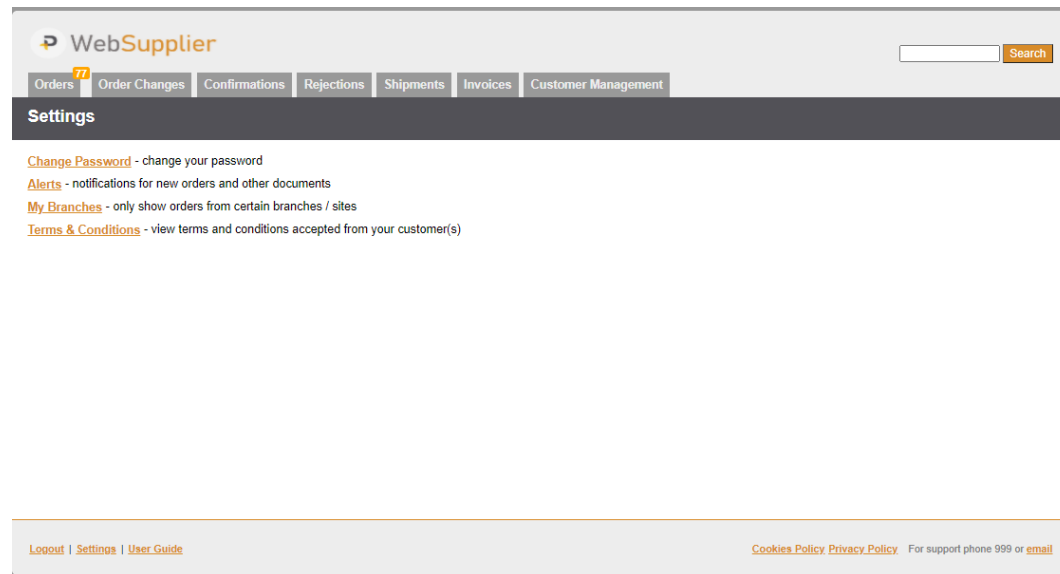 WebSupplier
Search
77
Orders Order Changes Confirmations Rejections Shipments Invoices Customer Management
Settings
Change Password - change your password
Alerts - notifications for new orders and other documents
My Branches - only show orders from certain branches / sites
Terms & Conditions - view terms and conditions accepted from your customer(s)
Logout | Settings | User Guide Cookies Policy Privacy Policy For support phone 999 or email